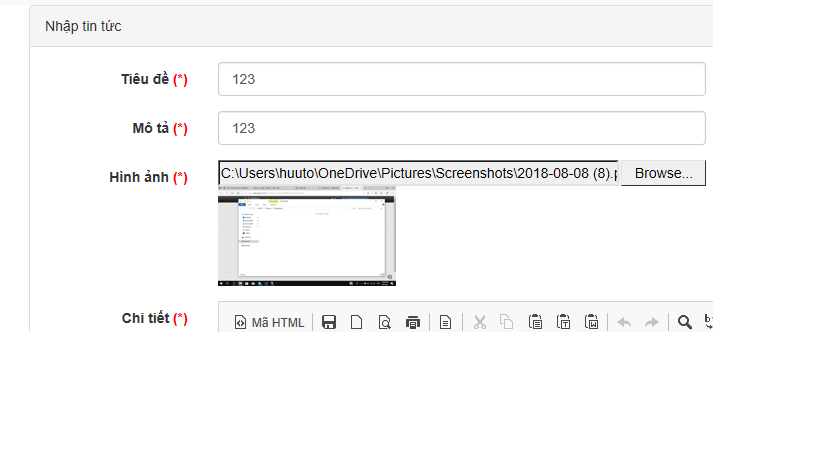 Nhập tin tức
Tiêu đề (*)
123
Mô tả (*)
123
Hình ảnh (*)
C:\Users\huuto\OneDrive\Pictures\Screenshots\2018-08-08 (8).p
Browse...
Chi tiết (*)
Mã HTML